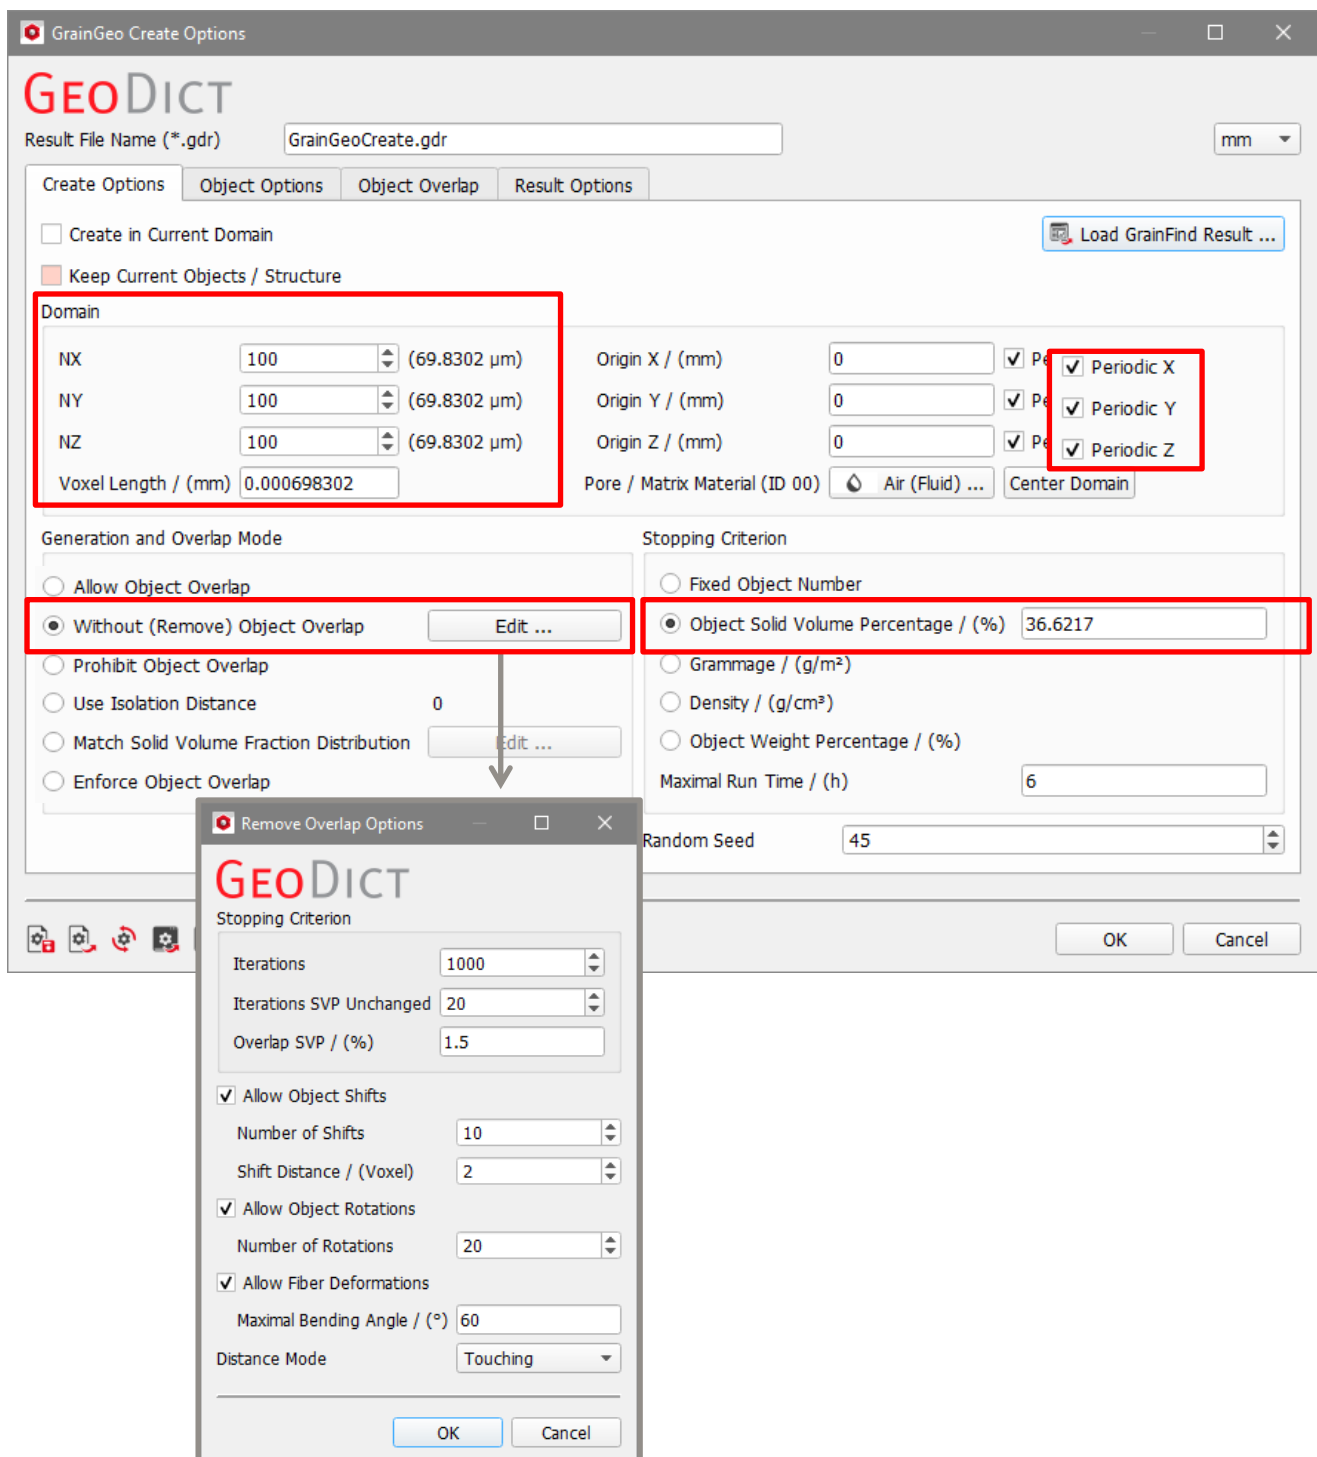 GrainGeo Create Options
GEODICT
Result File Name (*.gdr) GrainGeoCreate.gdr mm
Create Options Object Options Object Overlap Result Options
Create in Current Domain Load GrainFind Result ...
Keep Current Objects / Structure
Domain
NX 100 (69.8302 µm) Origin X / (mm) 0 Pe Periodic X
NY 100 (69.8302 µm) Origin Y / (mm) 0 Pe Periodic Y
NZ 100 (69.8302 µm) Origin Z / (mm) 0 Pe Periodic Z
Voxel Length / (mm) 0.000698302 Pore / Matrix Material (ID 00) Air (Fluid) ... Center Domain
Generation and Overlap Mode Stopping Criterion
Allow Object Overlap Fixed Object Number
Without (Remove) Object Overlap Edit ... Object Solid Volume Percentage / (%) 36.6217
Prohibit Object Overlap Grammage / (g/m²)
Use Isolation Distance 0 Density / (g/cm³)
Match Solid Volume Fraction Distribution Edit ... Object Weight Percentage / (%)
Enforce Object Overlap Maximal Run Time / (h) 6
Remove Overlap Options
Random Seed 45
GEODICT
Stopping Criterion
OK Cancel
Iterations 1000
Iterations SVP Unchanged 20
Overlap SVP / (%) 1.5
Allow Object Shifts
Number of Shifts 10
Shift Distance / (Voxel) 2
Allow Object Rotations
Number of Rotations 20
Allow Fiber Deformations
Maximal Bending Angle / (°) 60
Distance Mode Touching
OK Cancel